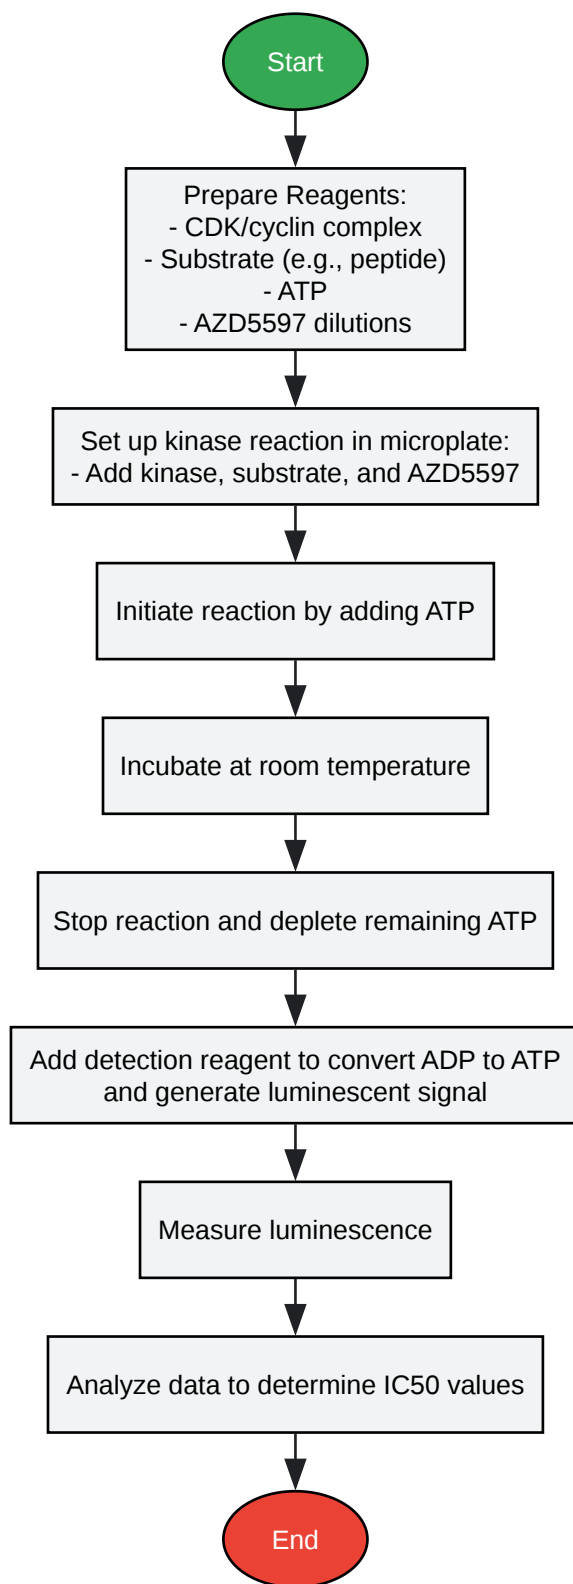 Start
Prepare Reagents:
- CDK/cyclin complex
- Substrate (e.g., peptide)
- ATP
- AZD5597 dilutions
Set up kinase reaction in microplate:
- Add kinase, substrate, and AZD5597
Initiate reaction by adding ATP
Incubate at room temperature
Stop reaction and deplete remaining ATP
Add detection reagent to convert ADP to ATP
and generate luminescent signal
Measure luminescence
Analyze data to determine IC50 values
End